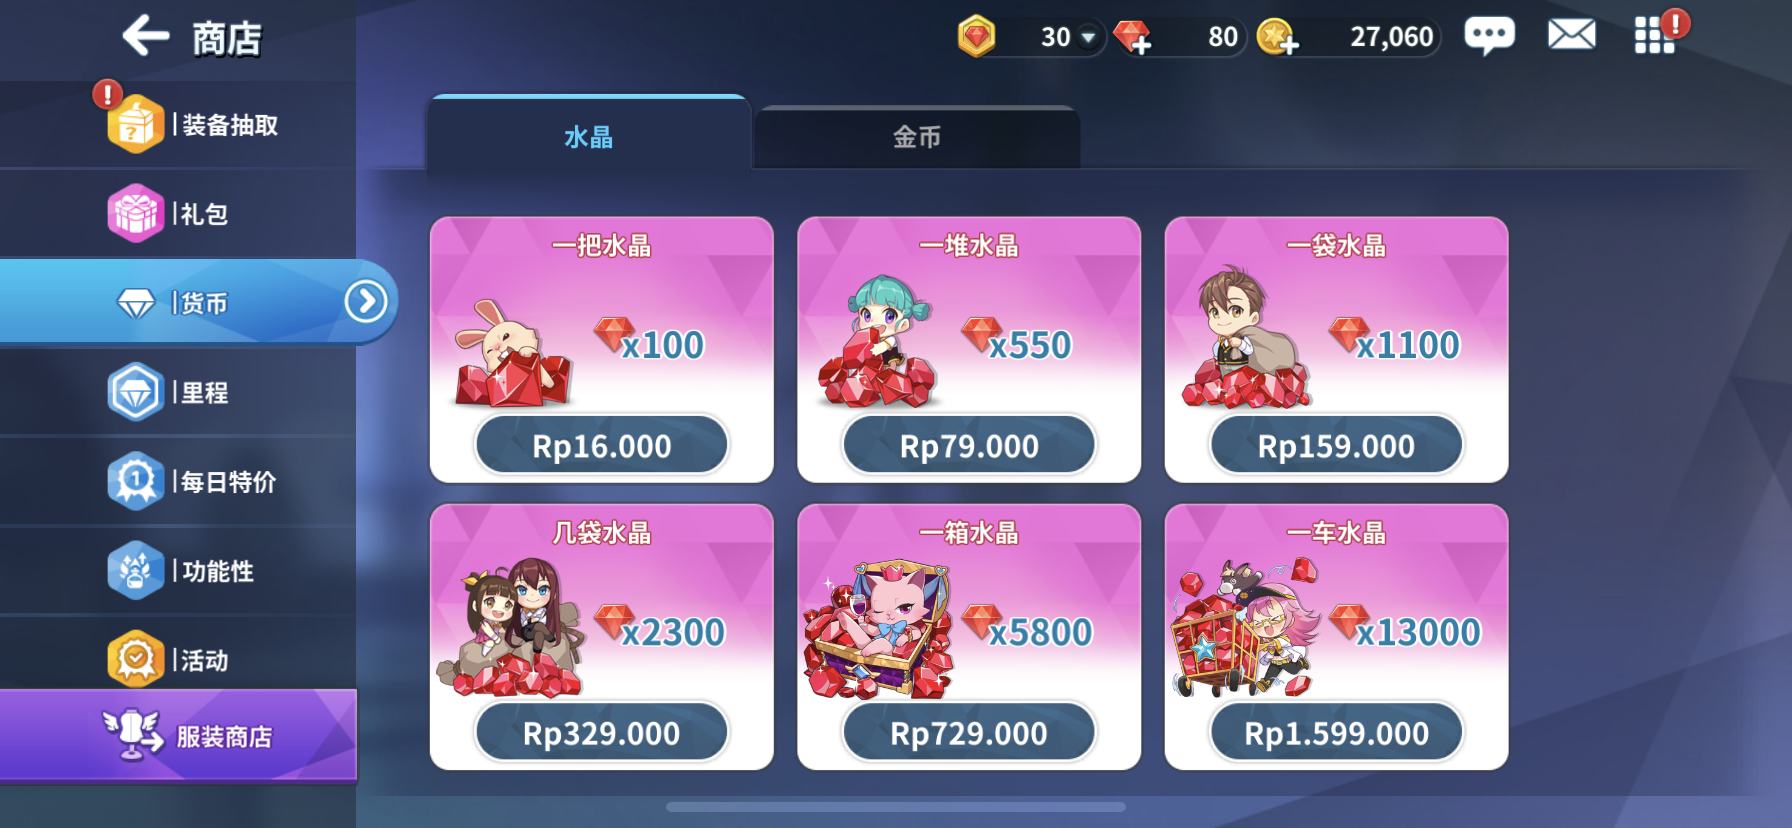 商店
30
80
27,060
装备抽取
礼包
货币
里程
每日特价
功能性
活动
服装商店
水晶
金币
一把水晶
x100
Rp16.000
一堆水晶
x550
Rp79.000
一袋水晶
x1100
Rp159.000
几袋水晶
x2300
Rp329.000
一箱水晶
x5800
Rp729.000
一车水晶
x13000
Rp1.599.000